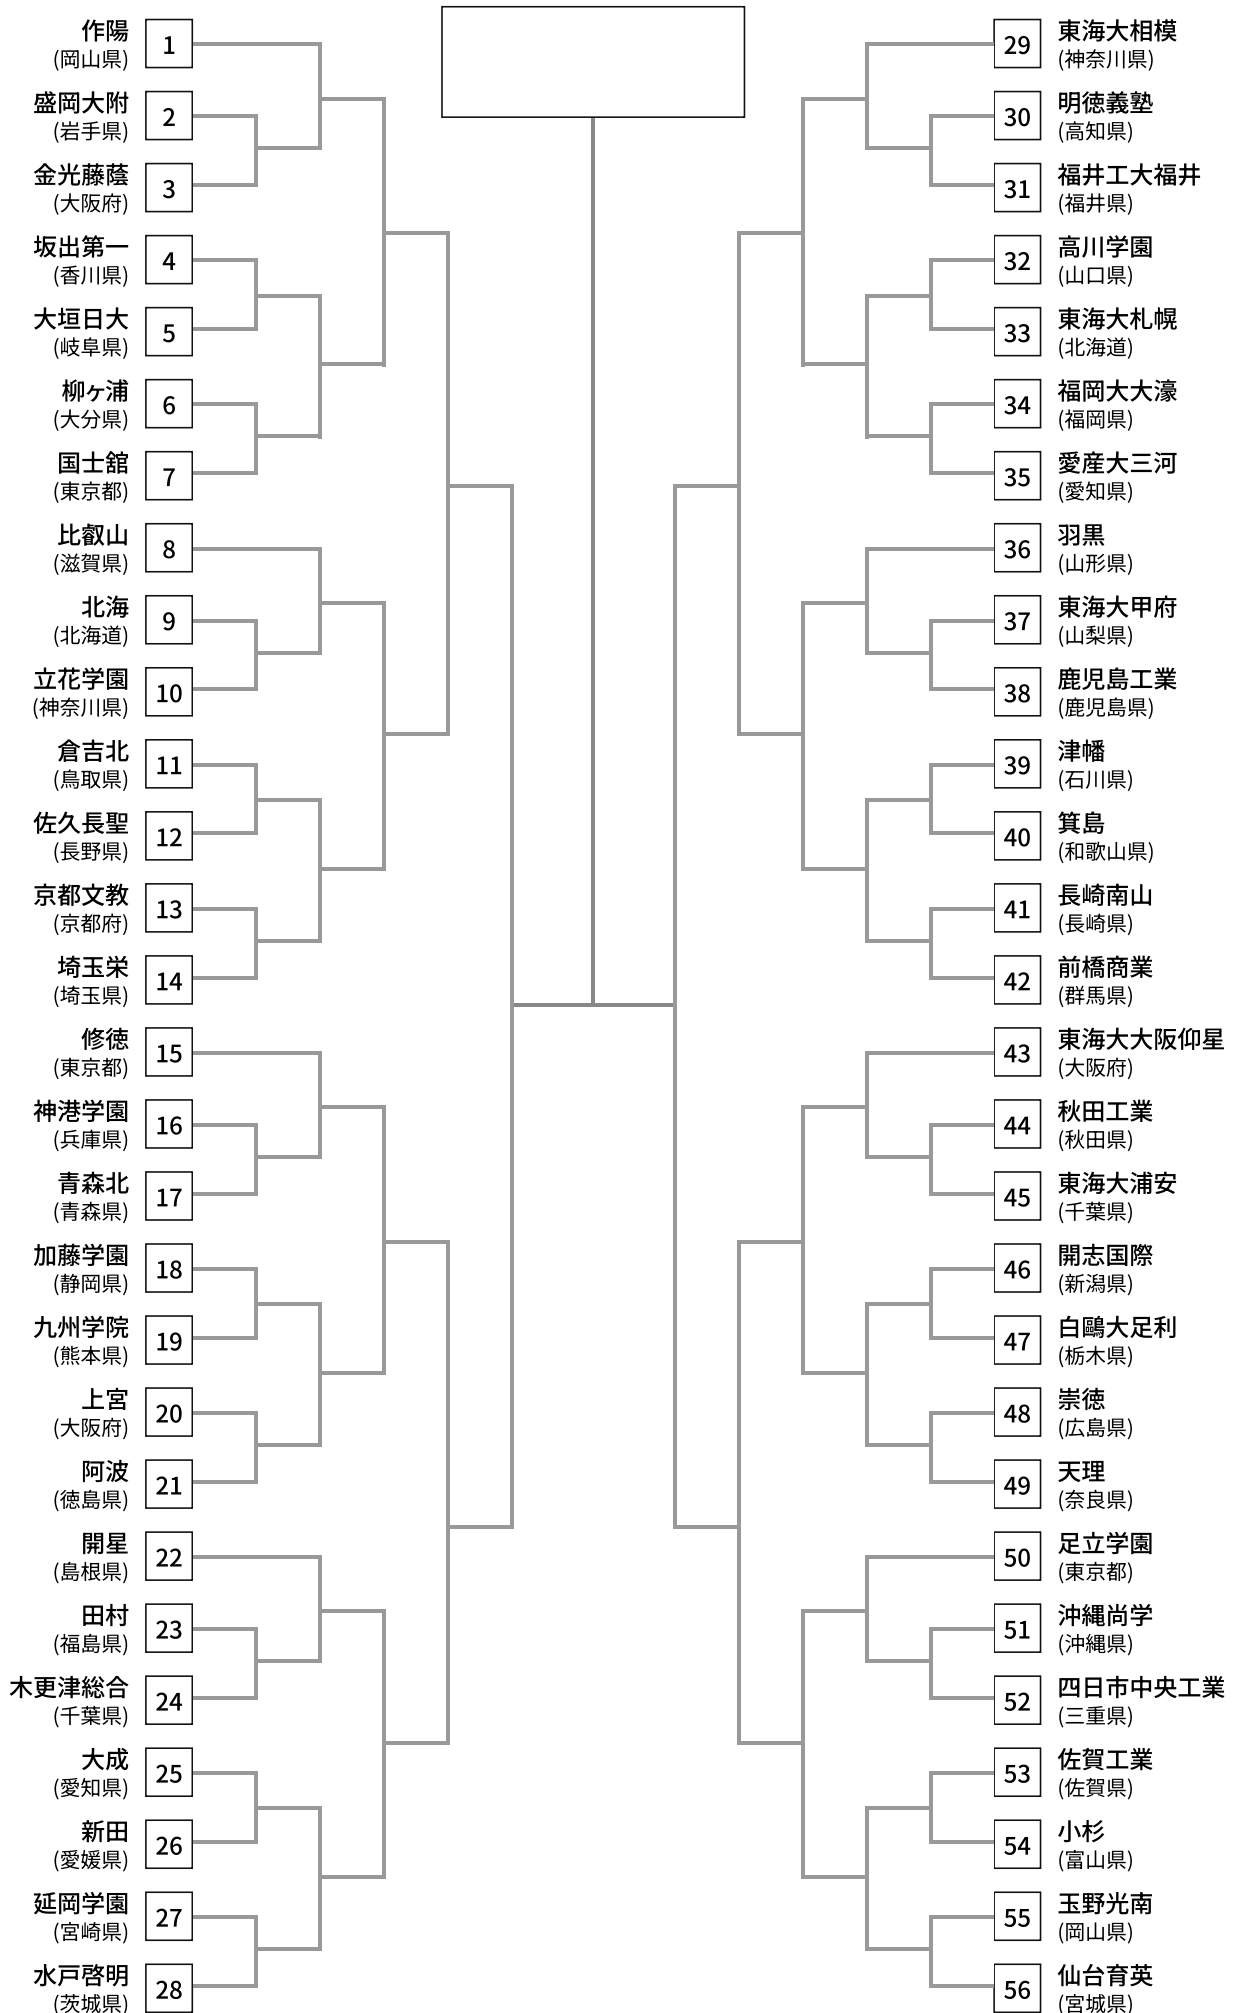 作陽
(岡山県)
1
盛岡大附
(岩手県)
2
金光藤蔭
(大阪府)
3
坂出第一
(香川県)
4
大垣日大
(岐阜県)
5
柳ヶ浦
(大分県)
6
国士舘
(東京都)
7
比叡山
(滋賀県)
8
北海
(北海道)
9
立花学園
(神奈川県)
10
倉吉北
(鳥取県)
11
佐久長聖
(長野県)
12
京都文教
(京都府)
13
埼玉栄
(埼玉県)
14
修徳
(東京都)
15
神港学園
(兵庫県)
16
青森北
(青森県)
17
加藤学園
(静岡県)
18
九州学院
(熊本県)
19
上宮
(大阪府)
20
阿波
(徳島県)
21
開星
(島根県)
22
田村
(福島県)
23
木更津総合
(千葉県)
24
大成
(愛知県)
25
新田
(愛媛県)
26
延岡学園
(宮崎県)
27
水戸啓明
(茨城県)
28
29
東海大相模
(神奈川県)
30
明徳義塾
(高知県)
31
福井工大福井
(福井県)
32
高川学園
(山口県)
33
東海大札幌
(北海道)
34
福岡大大濠
(福岡県)
35
愛産大三河
(愛知県)
36
羽黒
(山形県)
37
東海大甲府
(山梨県)
38
鹿児島工業
(鹿児島県)
39
津幡
(石川県)
40
箕島
(和歌山県)
41
長崎南山
(長崎県)
42
前橋商業
(群馬県)
43
東海大大阪仰星
(大阪府)
44
秋田工業
(秋田県)
45
東海大浦安
(千葉県)
46
開志国際
(新潟県)
47
白鷗大足利
(栃木県)
48
崇徳
(広島県)
49
天理
(奈良県)
50
足立学園
(東京都)
51
沖縄尚学
(沖縄県)
52
四日市中央工業
(三重県)
53
佐賀工業
(佐賀県)
54
小杉
(富山県)
55
玉野光南
(岡山県)
56
仙台育英
(宮城県)